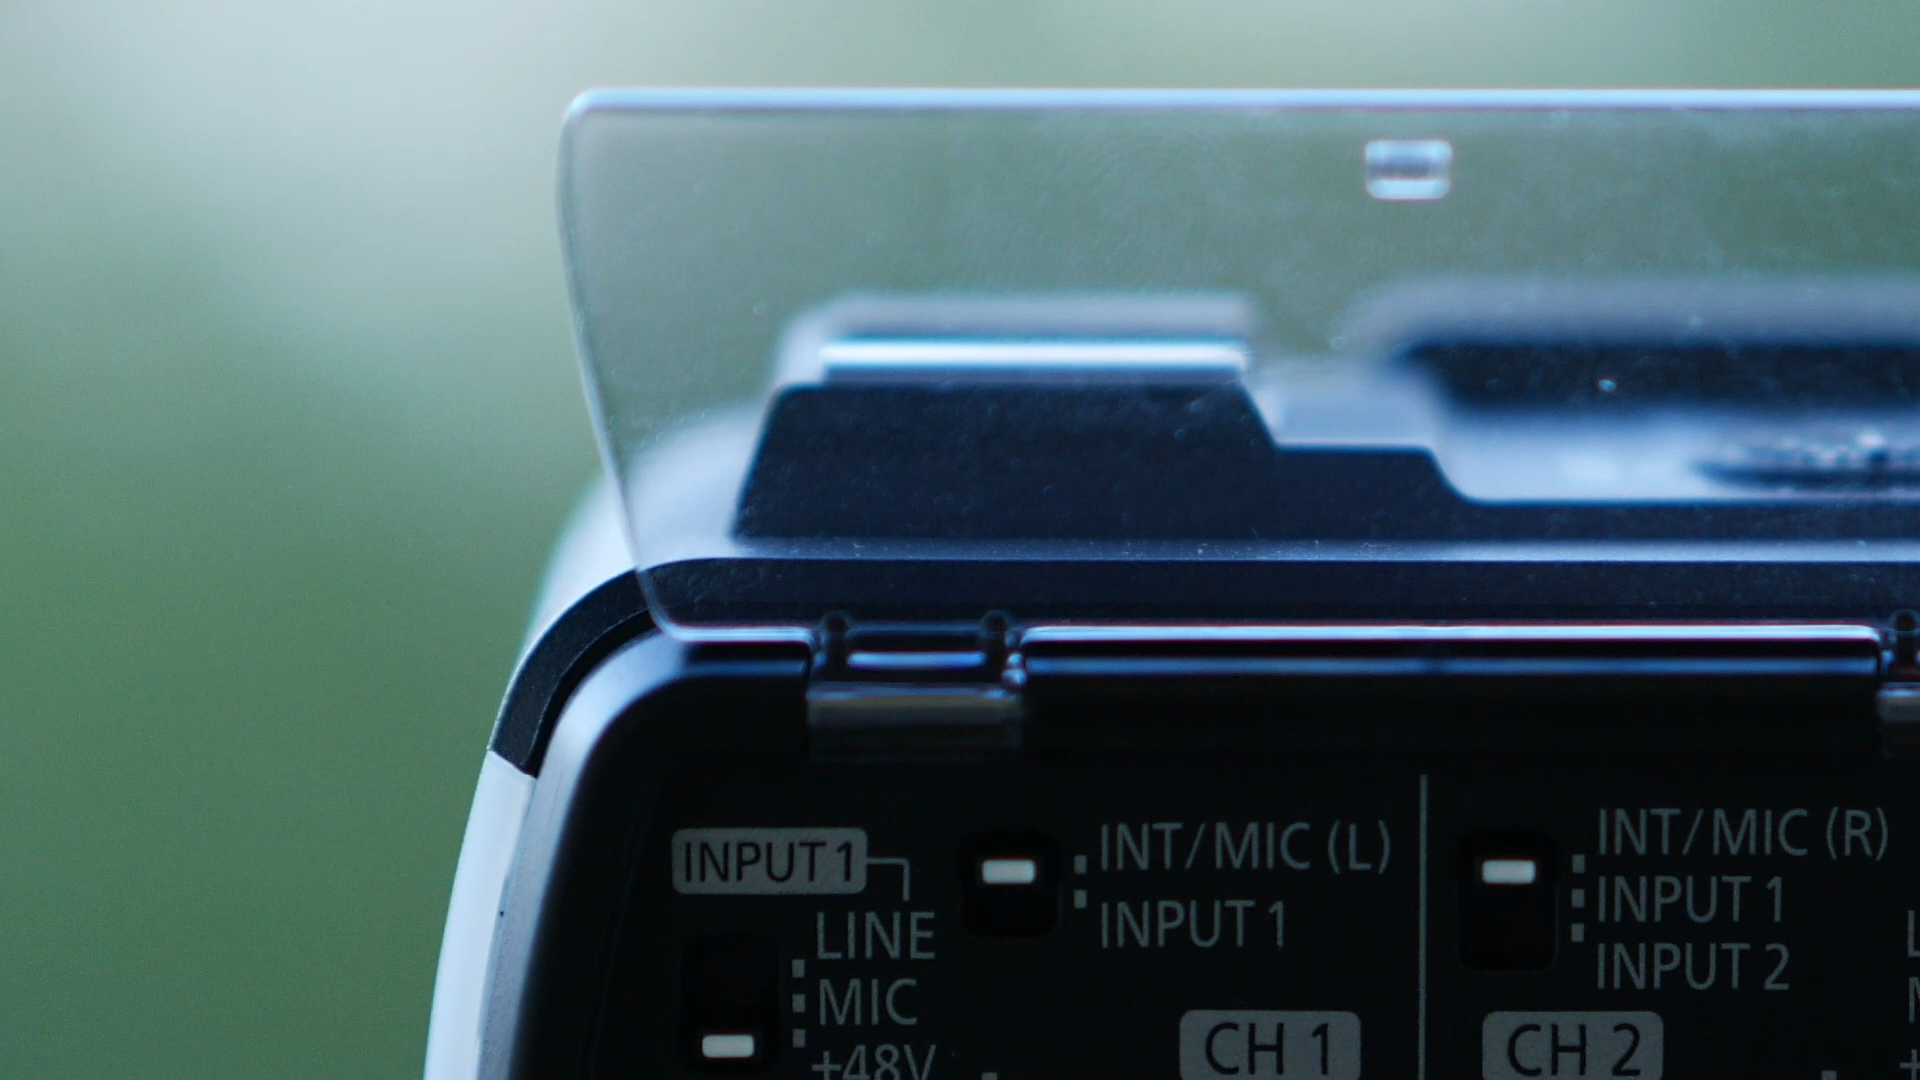 INPUT 1
LINE
MIC
+48V
INT/MIC (L)
INPUT 1
CH 1
INT/MIC (R)
INPUT 1
INPUT 2
CH 2